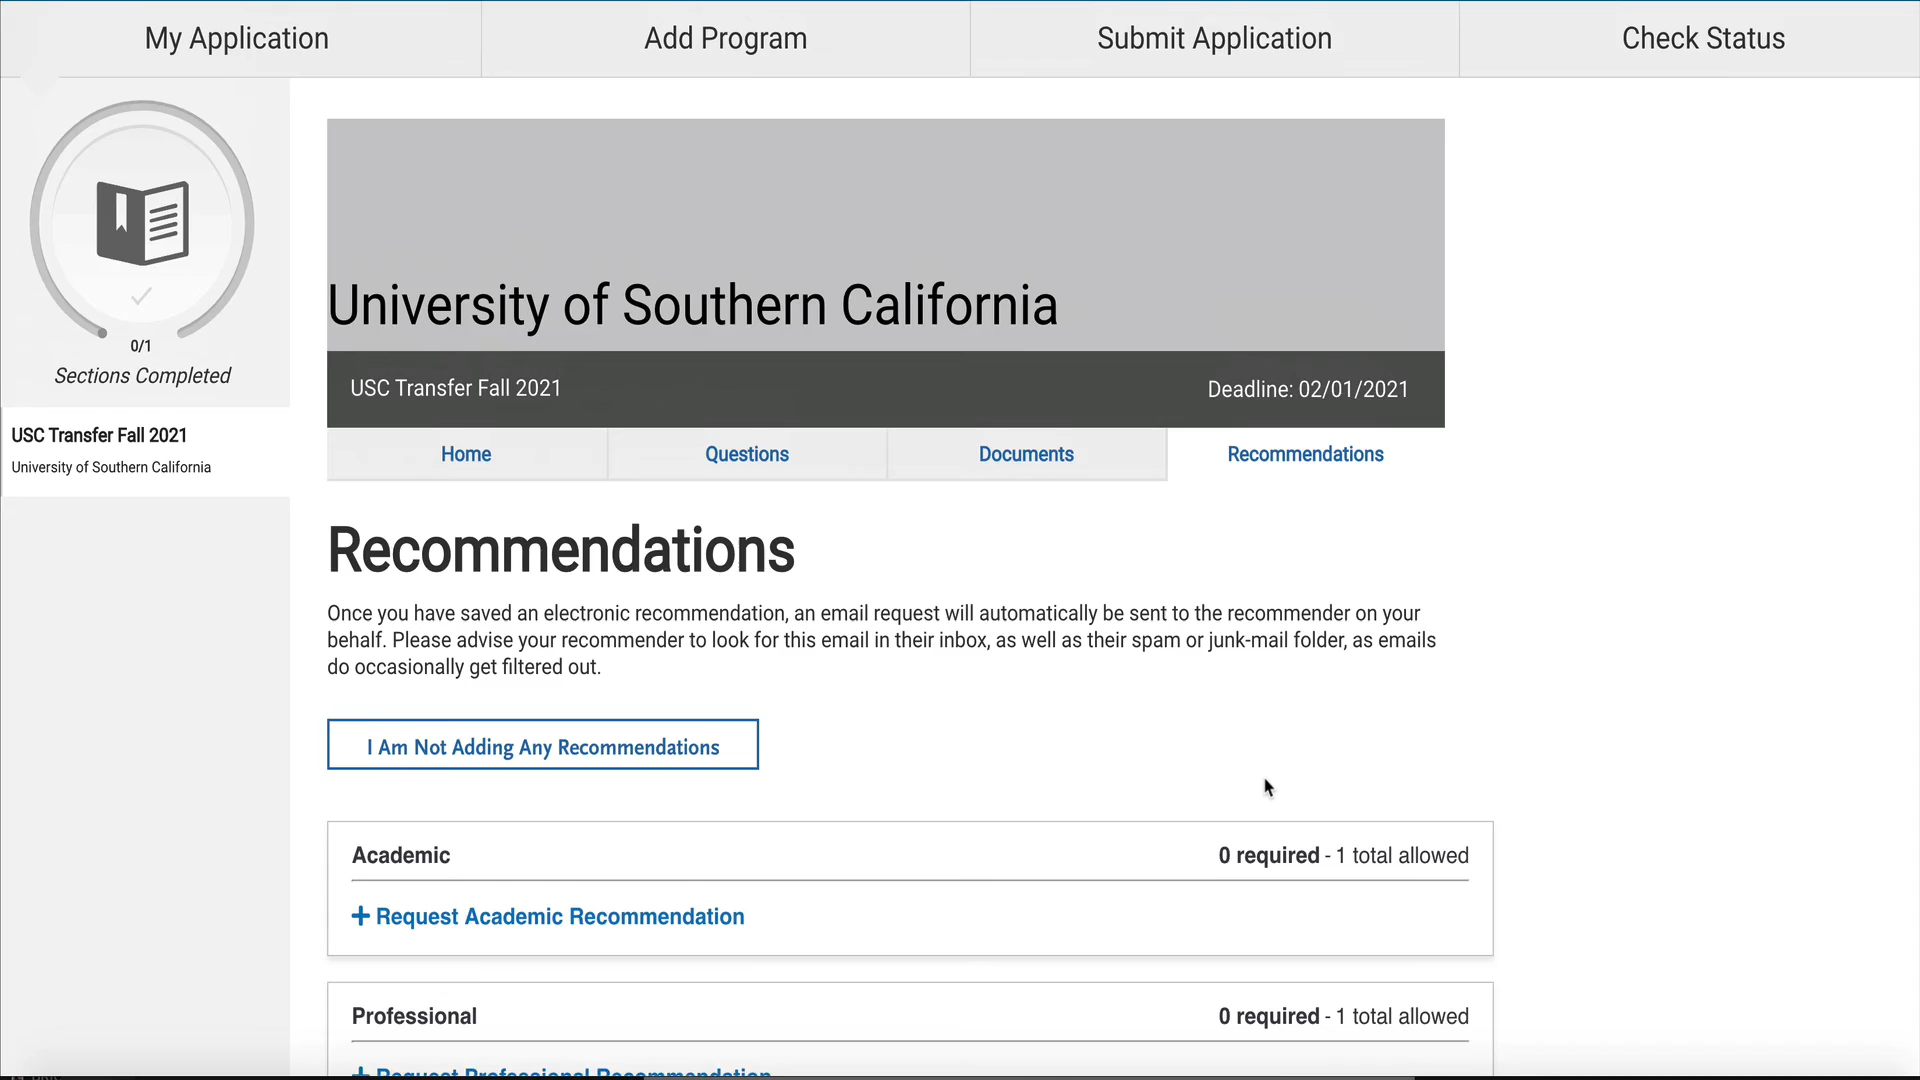 My Application
Add Program
Submit Application
Check Status
0/1
Sections Completed
USC Transfer Fall 2021
University of Southern California
University of Southern California
USC Transfer Fall 2021
Deadline: 02/01/2021
Home
Questions
Documents
Recommendations
Recommendations
Once you have saved an electronic recommendation, an email request will automatically be sent to the recommender on your
behalf. Please advise your recommender to look for this email in their inbox, as well as their spam or junk-mail folder, as emails
do occasionally get filtered out.
I Am Not Adding Any Recommendations
Academic
0 required - 1 total allowed
+ Request Academic Recommendation
Professional
0 required - 1 total allowed
+ Request Professional Recommendation